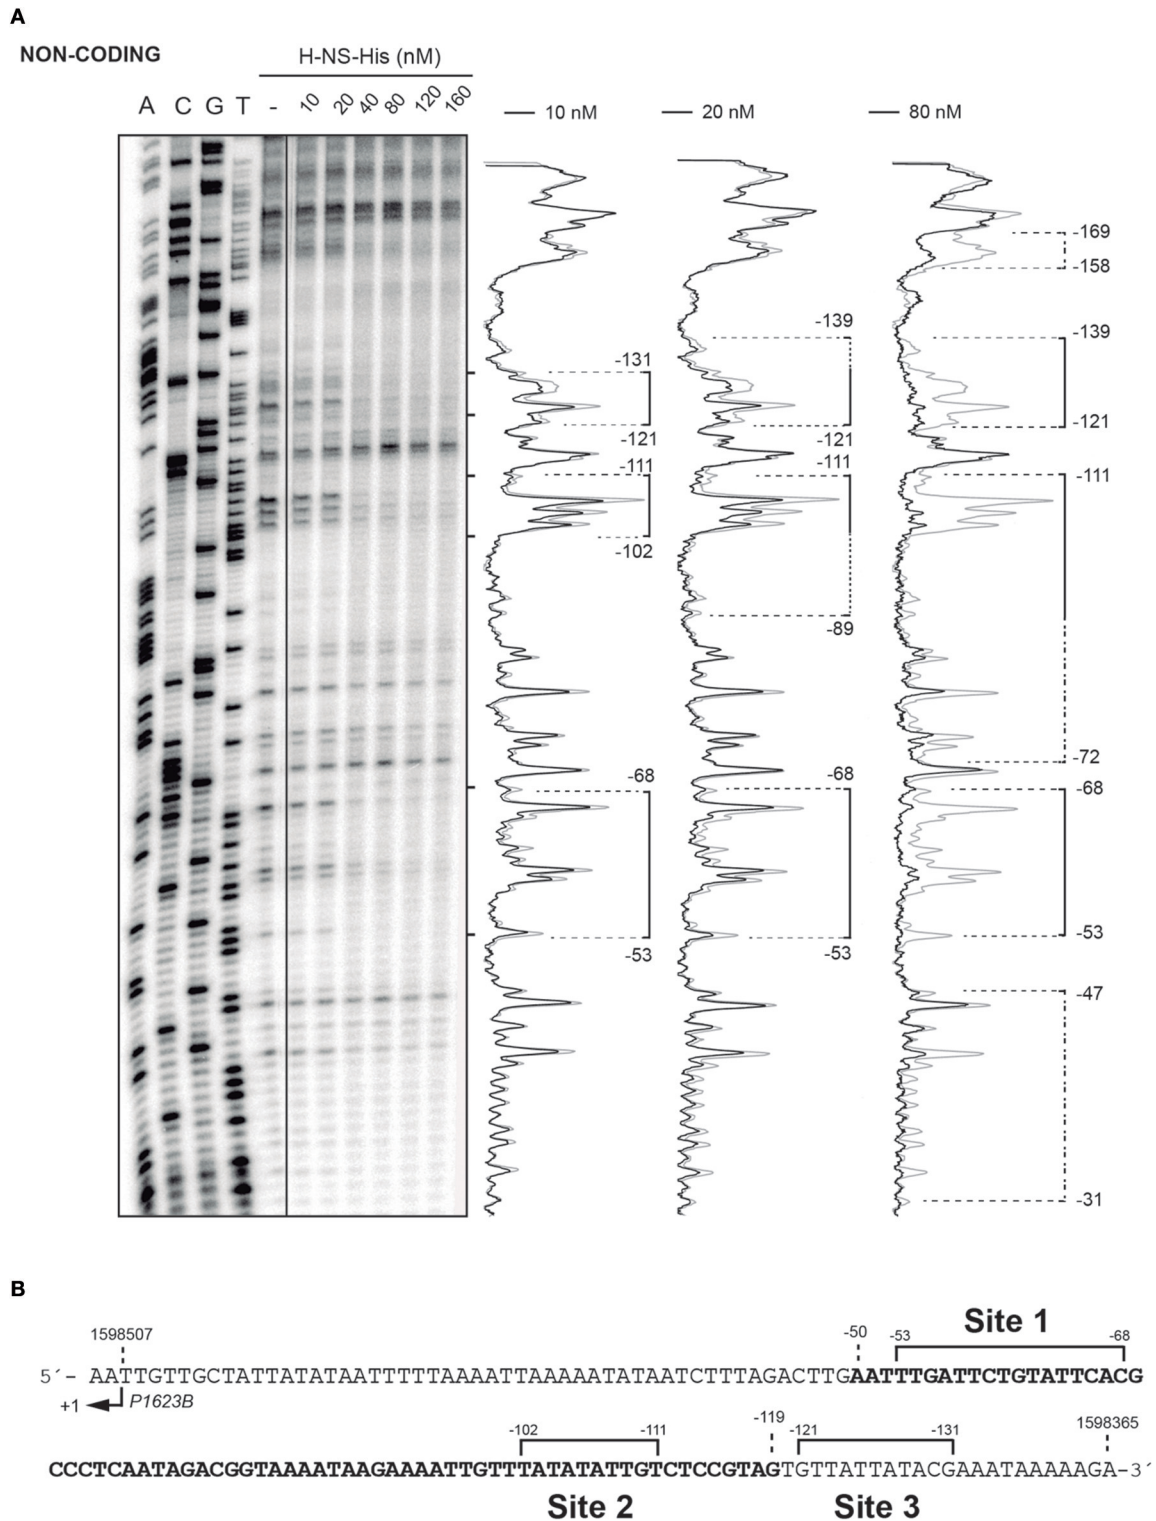 A
NON-CODING
H-NS-His (nM)
A C G T - 10 20 40 80 120 160
10 nM
20 nM
80 nM
-169
-158
-139
-139
-131
-121
-121
-121
-111
-111
-111
-102
-89
-72
-68
-68
-68
-53
-53
-53
-47
-31
B
Site 1
1598507
-50 -53 -68
5´- AATTGTTGCTATTATATAATTTTTAAAATTAAAAATATAATCTTTAGACTTGAATTTGATTCTGTATTCACG
+1 P1623B
-102 -111 -119 -121 -131 1598365
CCCTCAATAGACGGTAAAATAAGAAAATTGTTTATATATTGTCTCCGTAGTGTTATTATACGAAATAAAAAGA-3´
Site 2 Site 3